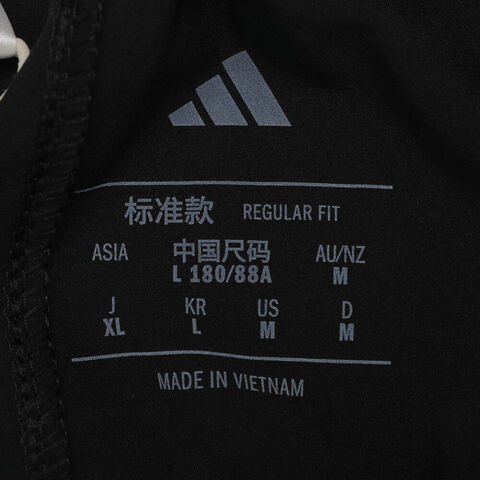 标准款 REGULAR FIT
ASIA 中国尺码 AU/NZ
L 180/88A M
J KR US D
XL L M M
MADE IN VIETNAM